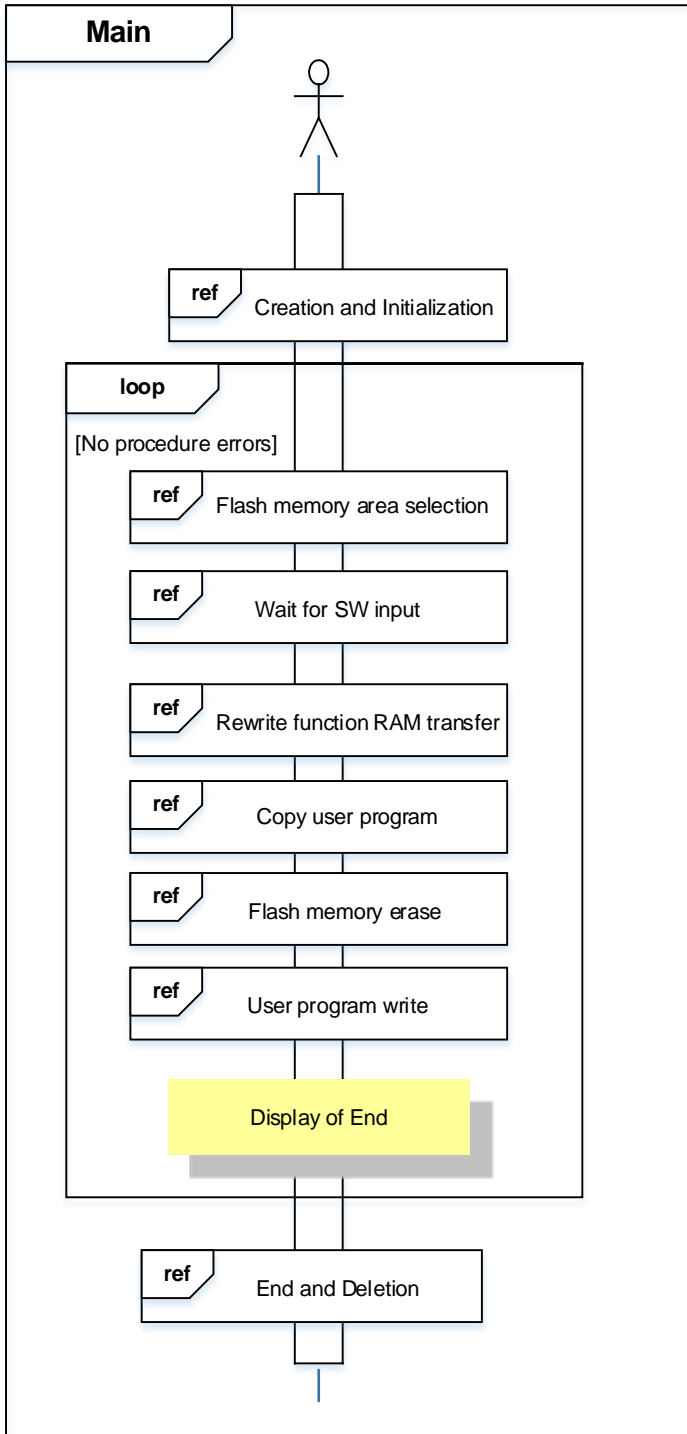 Main
ref
Creation and Initialization
loop
[No procedure errors]
ref
Flash memory area selection
ref
Wait for SW input
ref
Rewrite function RAM transfer
ref
Copy user program
ref
Flash memory erase
ref
User program write
Display of End
ref
End and Deletion